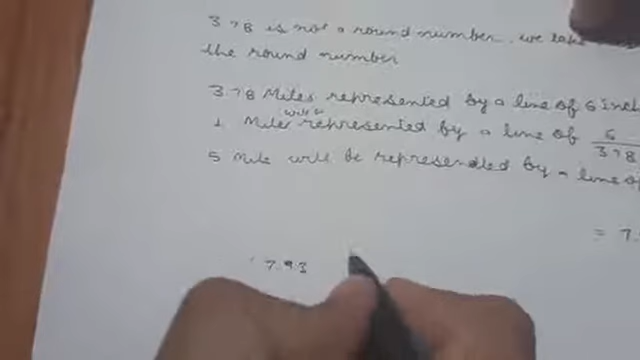 3.78 is not a round number. we take
the round number
3.78 Miles represented by a line of 6 inch
will be
1 Mile represented by a line of 6/3.78
5 Mile will be represended by a line of
= 7.
7.93